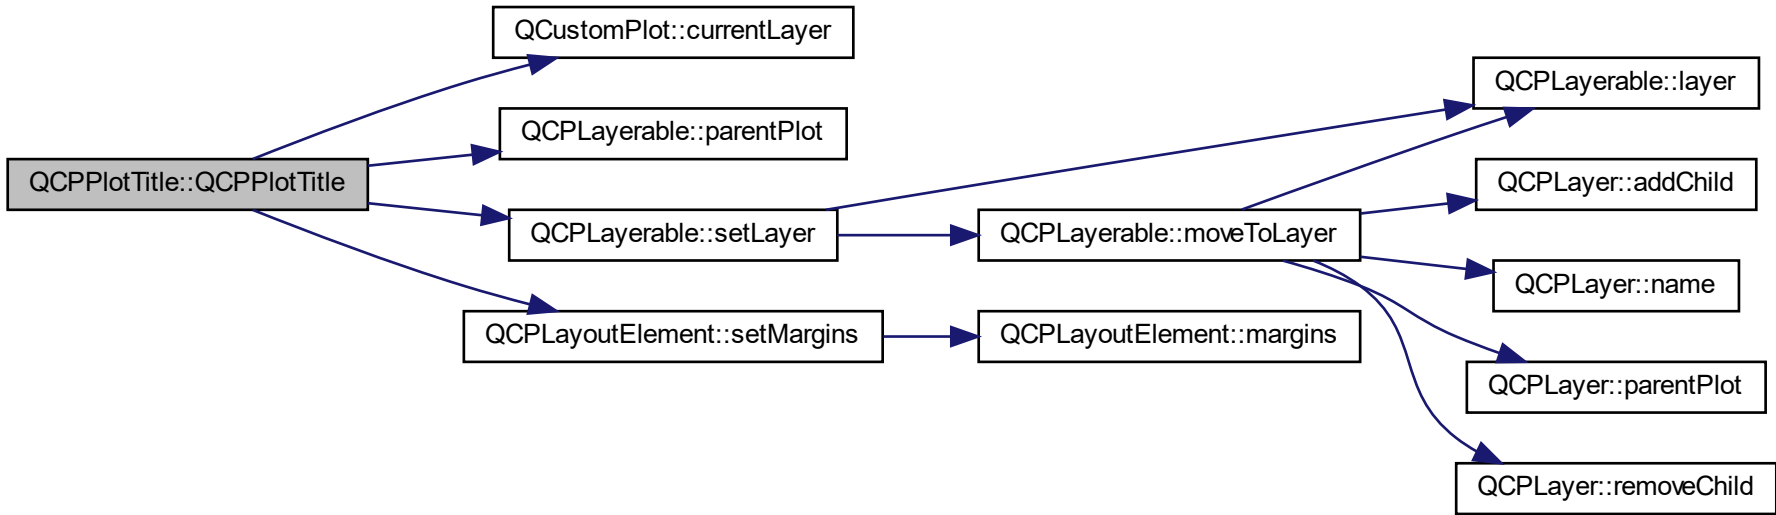 QCustomPlot::currentLayer
QCPLayerable::layer
QCPLayerable::parentPlot
QCPPlotTitle::QCPPlotTitle
QCPLayer::addChild
QCPLayerable::setLayer
QCPLayerable::moveToLayer
QCPLayer::name
QCPLayoutElement::setMargins
QCPLayoutElement::margins
QCPLayer::parentPlot
QCPLayer::removeChild